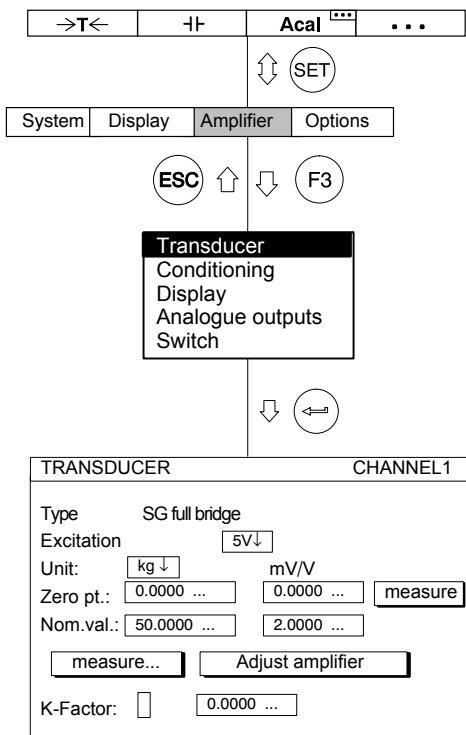 →T← ⊣⊢ Acal ... ...
SET
System Display Amplifier Options
ESC F3
Transducer
Conditioning
Display
Analogue outputs
Switch
TRANSDUCER CHANNEL1
Type SG full bridge
Excitation 5V↓
Unit: kg ↓ mV/V
Zero pt.: 0.0000 ... 0.0000 ... measure
Nom.val.: 50.0000 ... 2.0000 ...
measure... Adjust amplifier
K-Factor: 0.0000 ...